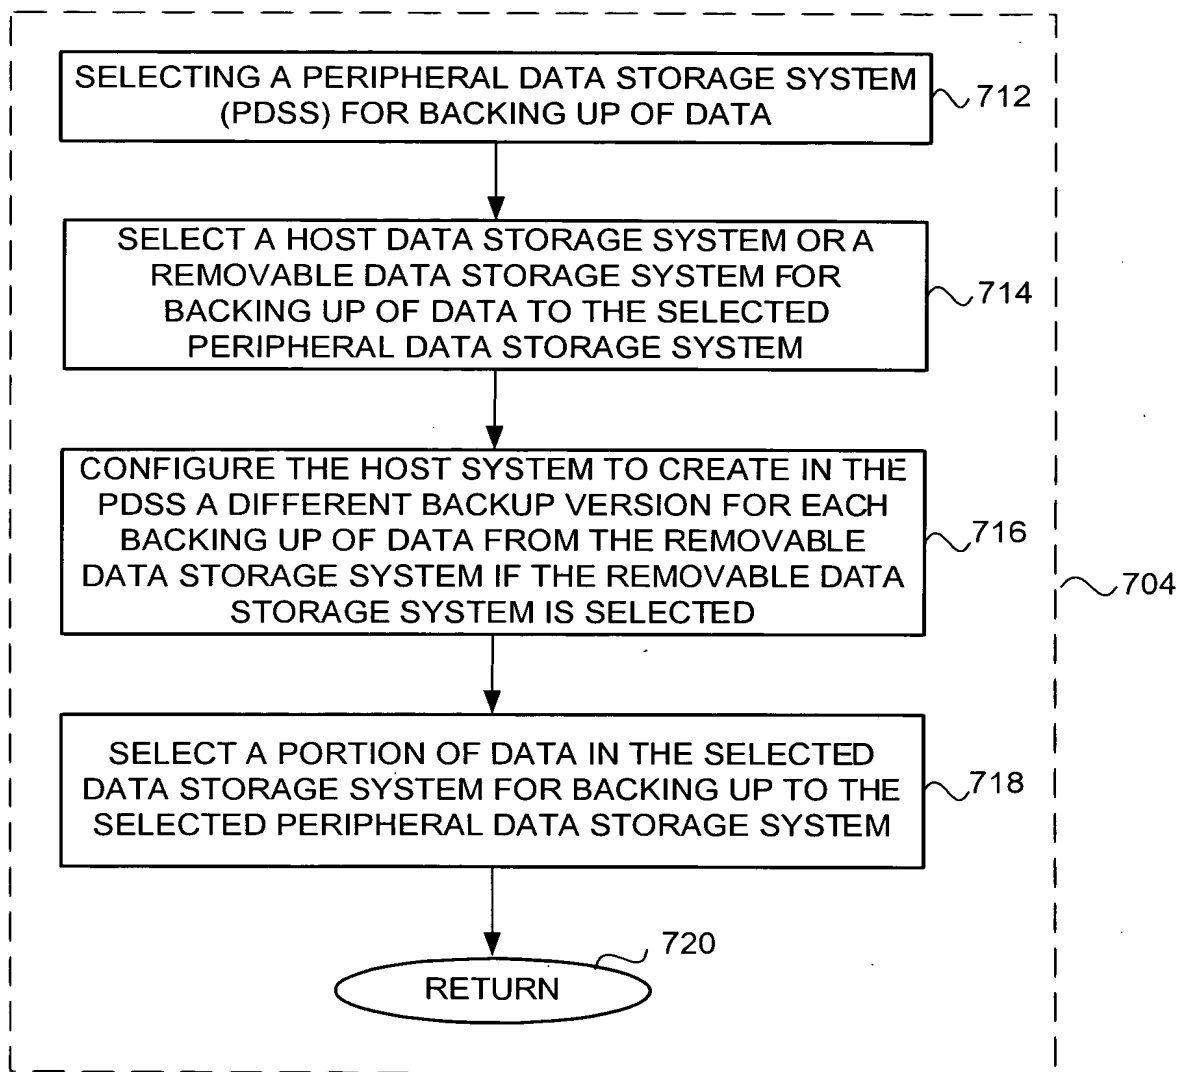 SELECTING A PERIPHERAL DATA STORAGE SYSTEM
(PDSS) FOR BACKING UP OF DATA
712
SELECT A HOST DATA STORAGE SYSTEM OR A
REMOVABLE DATA STORAGE SYSTEM FOR
BACKING UP OF DATA TO THE SELECTED
PERIPHERAL DATA STORAGE SYSTEM
714
CONFIGURE THE HOST SYSTEM TO CREATE IN THE
PDSS A DIFFERENT BACKUP VERSION FOR EACH
BACKING UP OF DATA FROM THE REMOVABLE
DATA STORAGE SYSTEM IF THE REMOVABLE DATA
STORAGE SYSTEM IS SELECTED
716
704
SELECT A PORTION OF DATA IN THE SELECTED
DATA STORAGE SYSTEM FOR BACKING UP TO THE
SELECTED PERIPHERAL DATA STORAGE SYSTEM
718
720
RETURN